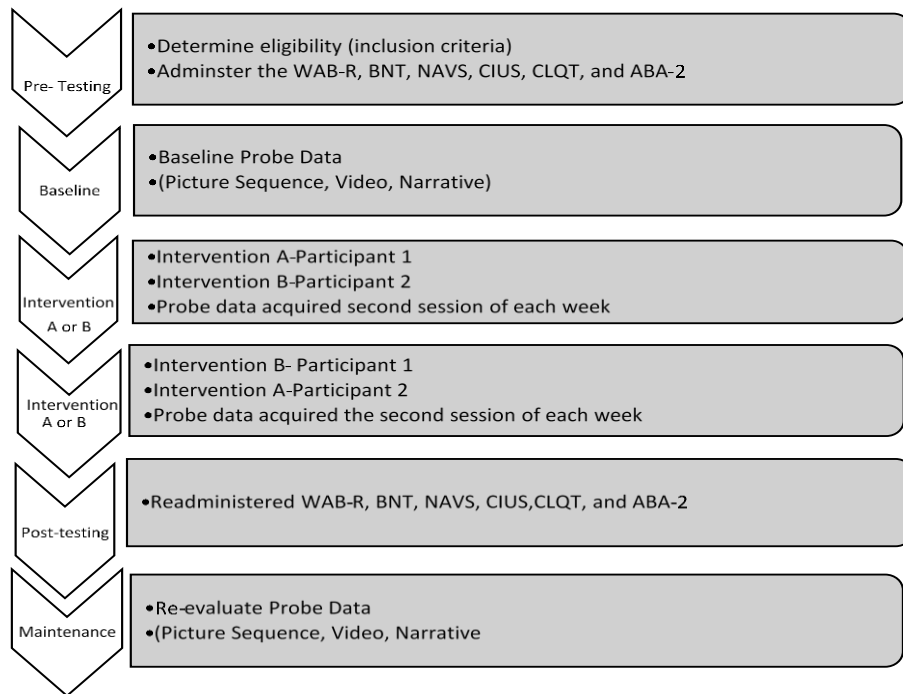 Pre- Testing
•Determine eligibility (inclusion criteria)
•Adminster the WAB-R, BNT, NAVS, CIUS, CLQT, and ABA-2
Baseline
•Baseline Probe Data
•(Picture Sequence, Video, Narrative)
Intervention
A or B
•Intervention A-Participant 1
•Intervention B-Participant 2
•Probe data acquired second session of each week
Intervention
A or B
•Intervention B- Participant 1
•Intervention A-Participant 2
•Probe data acquired the second session of each week
Post-testing
•Readministered WAB-R, BNT, NAVS, CIUS,CLQT, and ABA-2
Maintenance
•Re-evaluate Probe Data
•(Picture Sequence, Video, Narrative